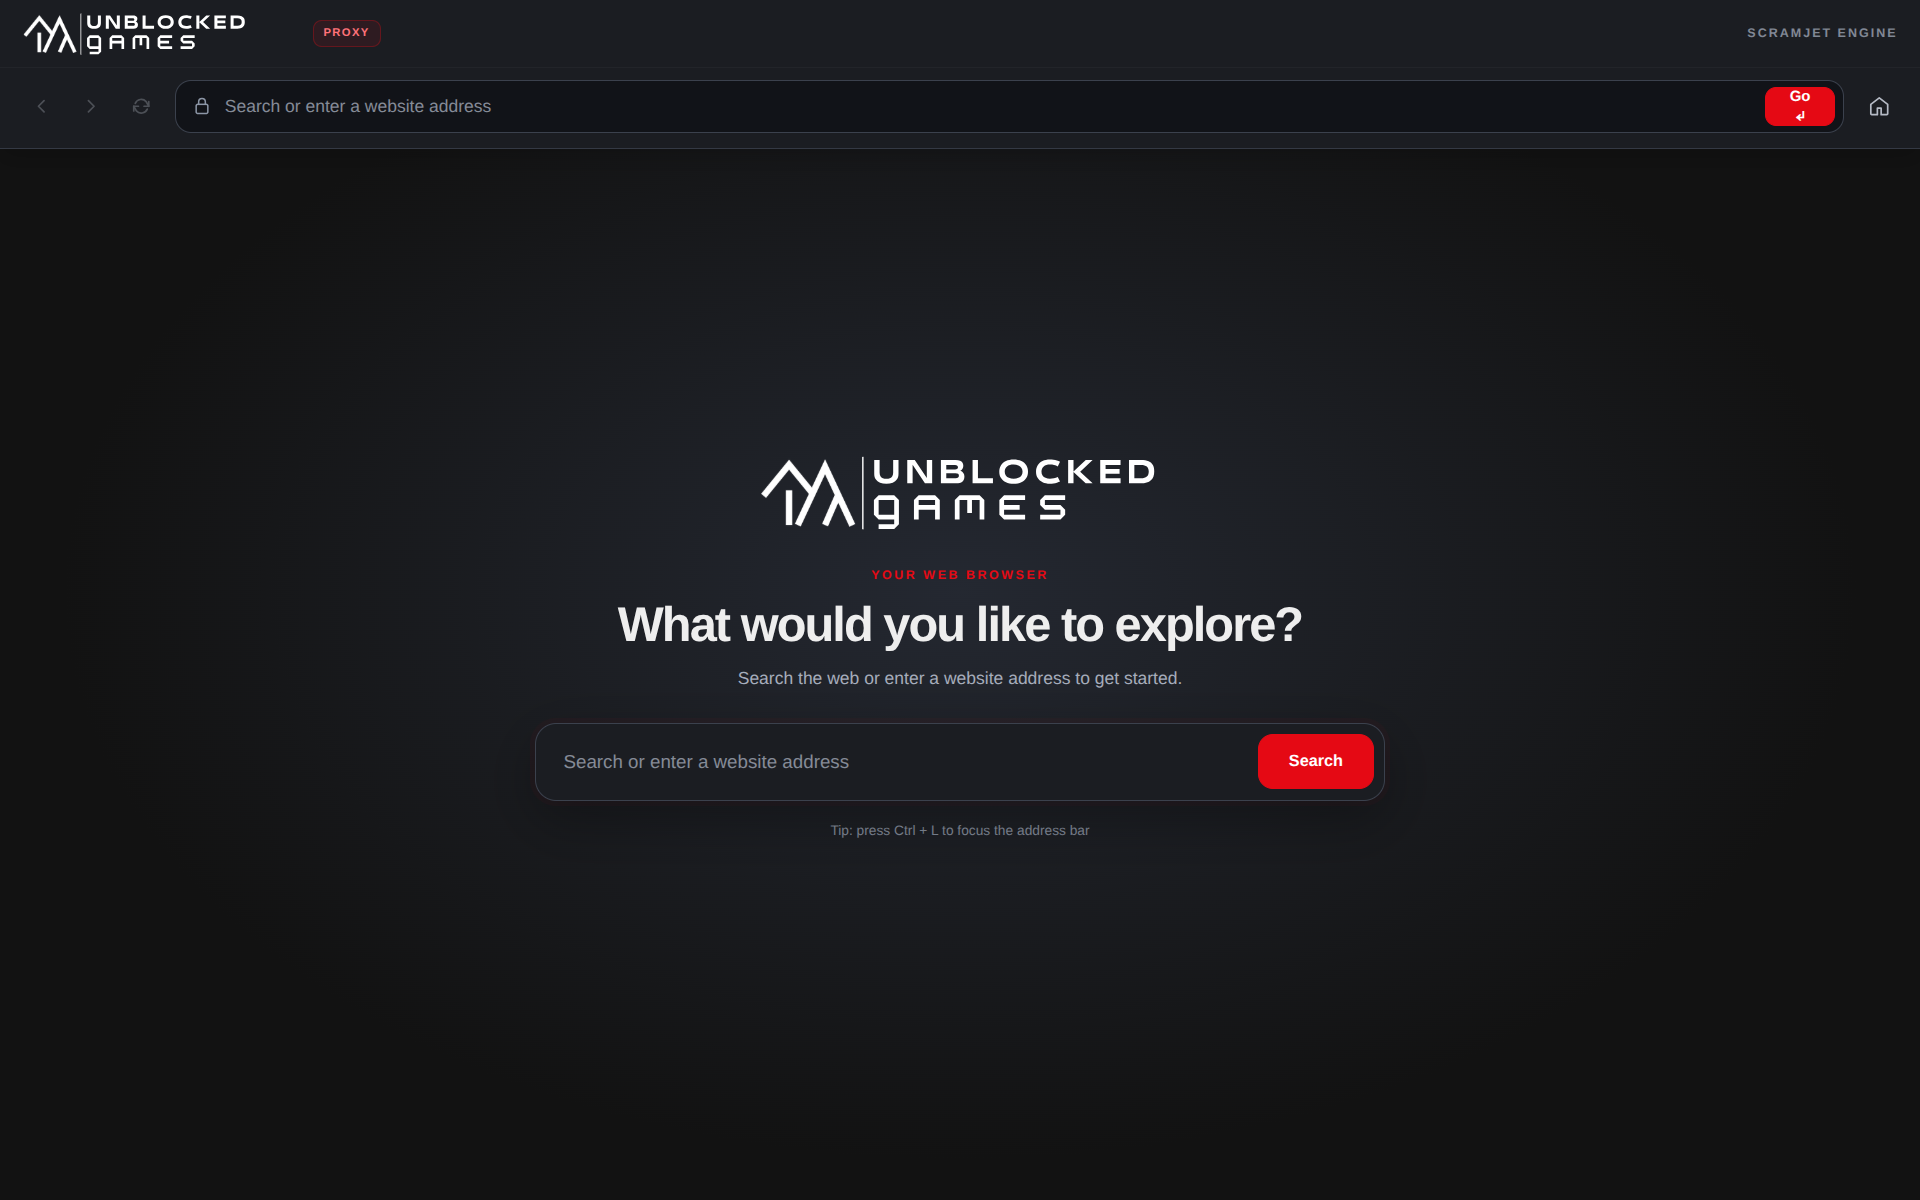 UNBLOCKED
GAMES
PROXY
SCRAMJET ENGINE
Search or enter a website address
Go
↲
UNBLOCKED
GAMES
YOUR WEB BROWSER
What would you like to explore?
Search the web or enter a website address to get started.
Search or enter a website address
Search
Tip: press Ctrl + L to focus the address bar